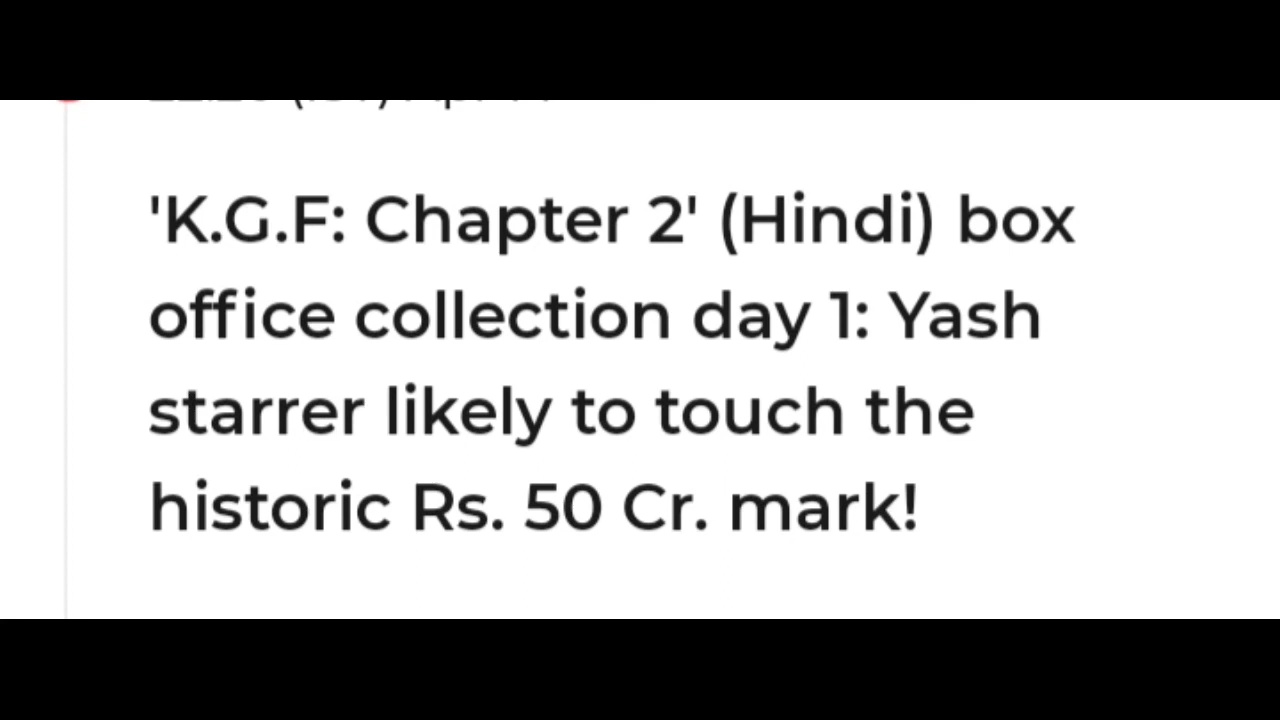 'K.G.F: Chapter 2' (Hindi) box
office collection day 1: Yash
starrer likely to touch the
historic Rs. 50 Cr. mark!